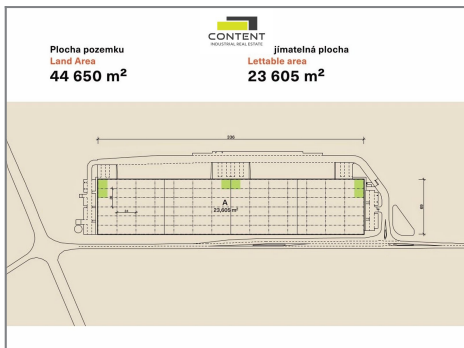 CONTENT
INDUSTRIAL REAL ESTATE
Plocha pozemku
Land Area
44 650 m²
jímatelná plocha
Lettable area
23 605 m²
336
A
23,605 m²